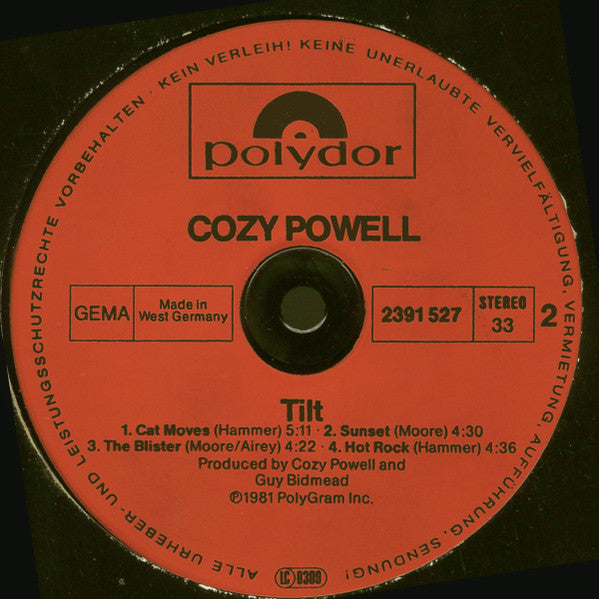 ALLE URHEBER- UND LEISTUNGSSCHUTZRECHTE VORBEHALTEN · KEIN VERLEIH! KEINE UNERLAUBTE VERVIELFÄLTIGUNG, VERMIETUNG, AUFFÜHRUNG, SENDUNG!
polydor
COZY POWELL
GEMA
Made in
West Germany
2391 527
STEREO
33
2
Tilt
1. Cat Moves (Hammer) 5:11 · 2. Sunset (Moore) 4:30
3. The Blister (Moore/Airey) 4:22 · 4. Hot Rock (Hammer) 4:36
Produced by Cozy Powell and
Guy Bidmead
℗1981 PolyGram Inc.
LC 0309